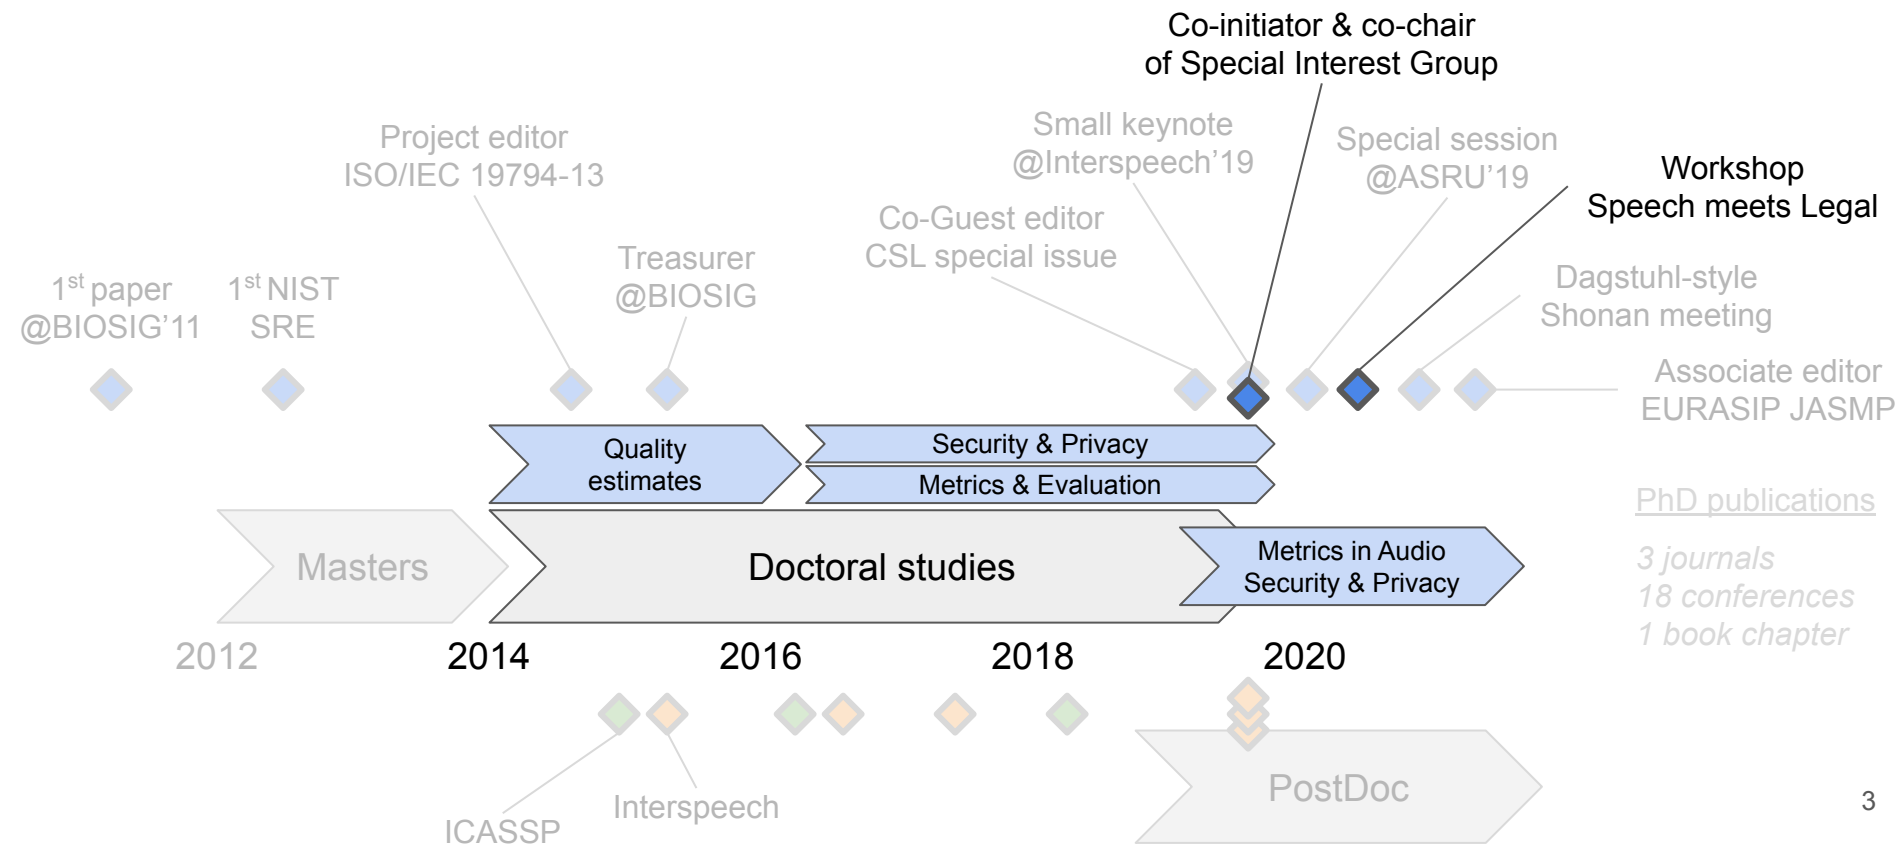 Co-initiator & co-chair
of Special Interest Group
Small keynote
@Interspeech’19
Project editor
ISO/IEC 19794-13
Special session
@ASRU’19
Workshop
Speech meets Legal
Co-Guest editor
CSL special issue
Treasurer
@BIOSIG
1st paper
@BIOSIG’11
1st NIST
SRE
Dagstuhl-style
Shonan meeting
Associate editor
EURASIP JASMP
Quality
estimates
Security & Privacy
Metrics & Evaluation
PhD publications
3 journals
18 conferences
1 book chapter
Masters
Doctoral studies
Metrics in Audio
Security & Privacy
2012
2014
2016
2018
2020
ICASSP
Interspeech
PostDoc
3